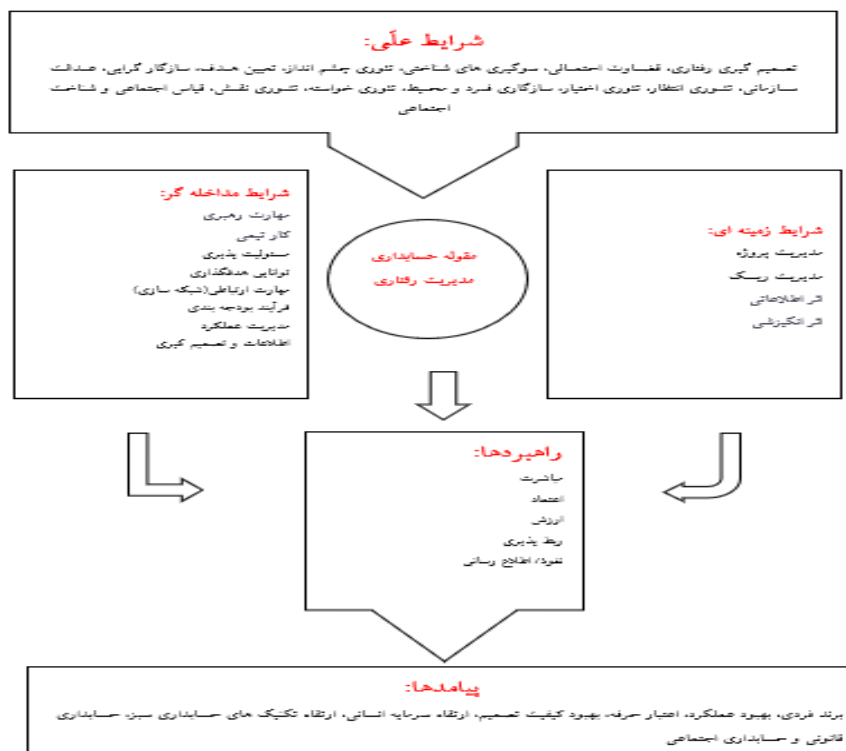 شرایط علّی:
تصمیم گیری رفتاری، قضاوت احتمالی، سوگیری های شناختی، تئوری چشم انداز، تعیین هدف، سازگار گرایی، عدالت
سازمانی، تئوری انتظار، تئوری اختیار، سازگاری فرد و محیط، تئوری خواسته، تئوری نقش، قیاس اجتماعی و شناخت
اجتماعی
شرایط زمینه ای:
مدیریت پروژه
مدیریت ریسک
اثر اطلاعاتی
اثر انگیزشی
مقوله حسابداری
مدیریت رفتاری
شرایط مداخله گر:
مهارت رهبری
کار تیمی
مسئولیت پذیری
توانایی هدفگذاری
مهارت ارتباطی(شبکه سازی)
فرآیند بودجه بندی
مدیریت عملکرد
اطلاعات و تصمیم گیری
راهبردها:
مباشرت
اعتماد
ارزش
ربط پذیری
نفوذ/ اطلاع رسانی
پیامدها:
برند فردی، بهبود عملکرد، اعتبار حرفه، بهبود کیفیت تصمیم، ارتقاء سرمایه انسانی، ارتقاء تکنیک های حسابداری سبز، حسابداری
قانونی و حسابداری اجتماعی